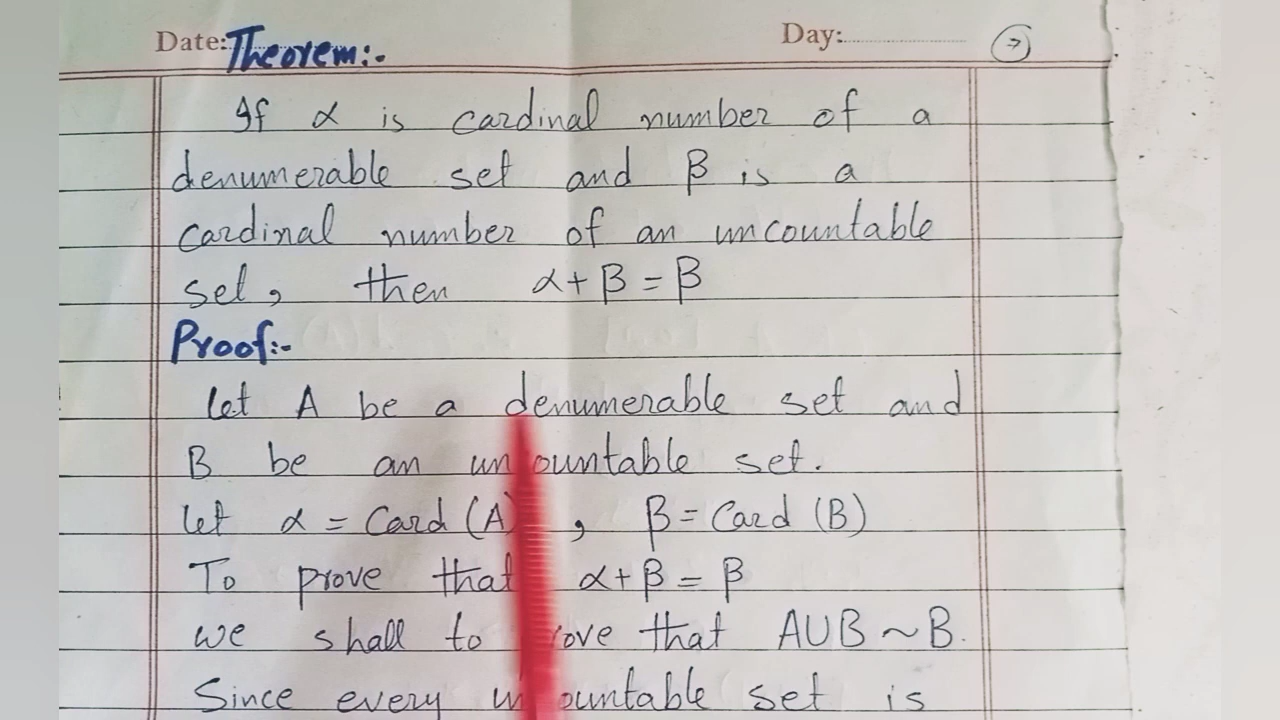 Date: Theorem:- Day: 7
If α is cardinal number of a
denumerable set and β is a
cardinal number of an uncountable
set, then α+β=β
Proof:-
Let A be a denumerable set and
B be an uncountable set.
Let α = Card (A) , β = Card (B)
To prove that α+β=β
we shall to prove that A∪B ~ B.
Since every uncountable set is